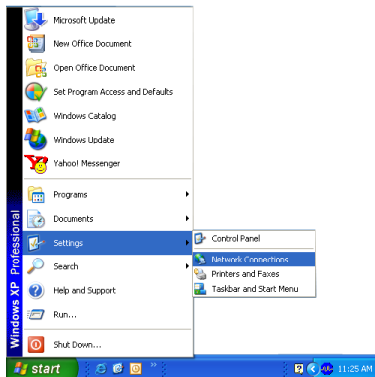 Microsoft Update
New Office Document
Open Office Document
Set Program Access and Defaults
Windows Catalog
Windows Update
Yahoo! Messenger
Programs
Documents
Settings
Search
Help and Support
Run...
Shut Down...
Windows XP Professional
Control Panel
Network Connections
Printers and Faxes
Taskbar and Start Menu
start
»
11:25 AM